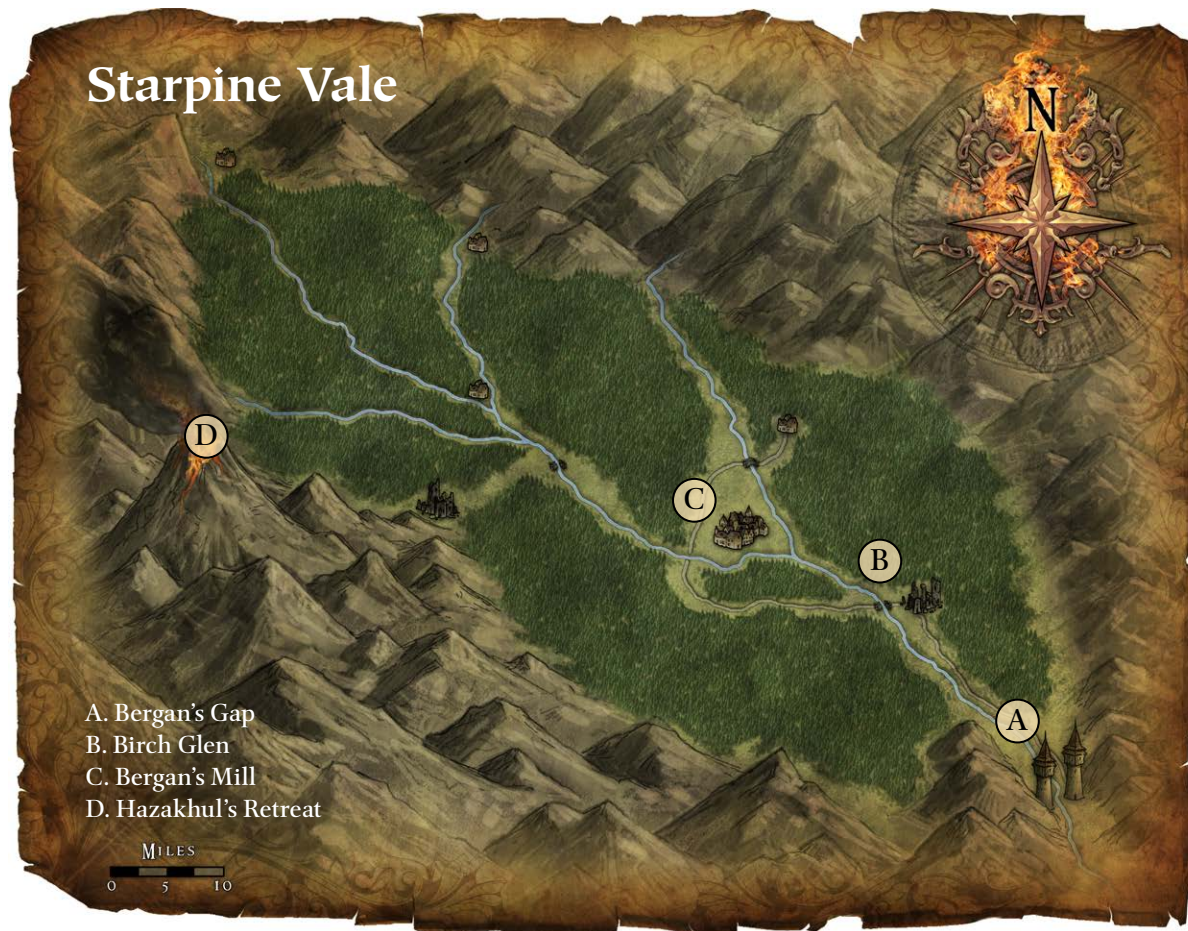 Starpine Vale
N
D
C
B
A
A. Bergan's Gap
B. Birch Glen
C. Bergan's Mill
D. Hazakhul's Retreat
MILES
0 5 10